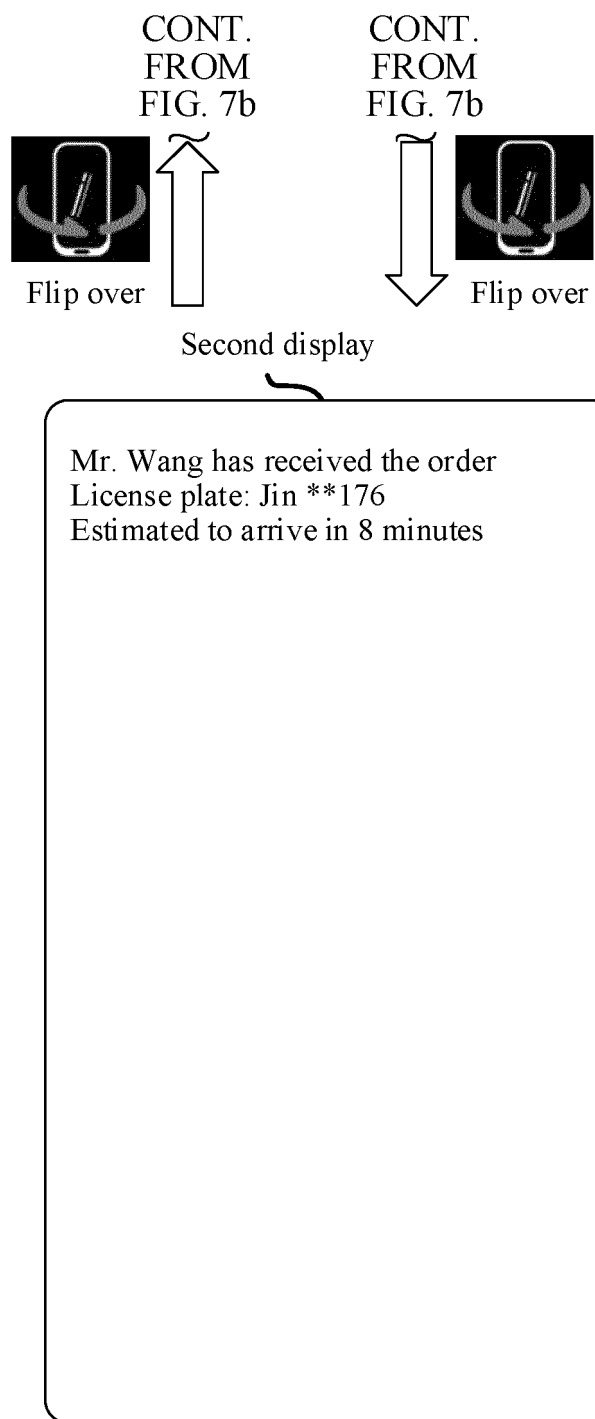 CONT.
FROM
FIG. 7b
CONT.
FROM
FIG. 7b
Flip over
Flip over
Second display
Mr. Wang has received the order
License plate: Jin **176
Estimated to arrive in 8 minutes